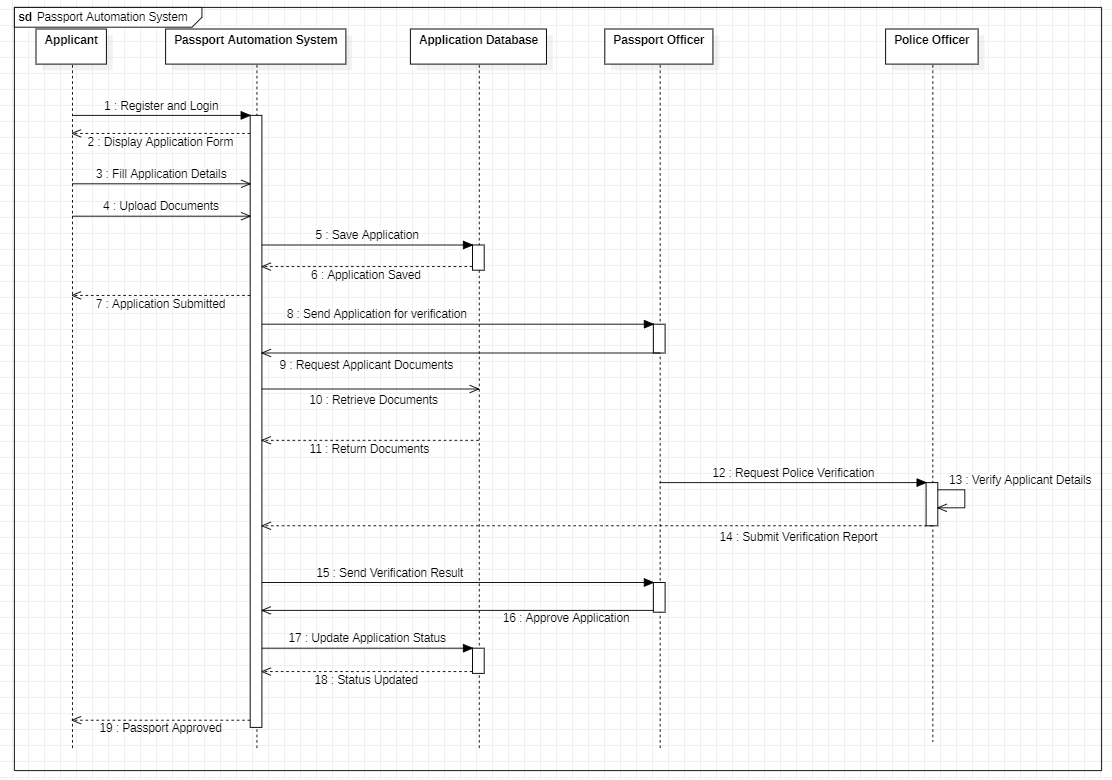 sd Passport Automation System
Applicant
Passport Automation System
Application Database
Passport Officer
Police Officer
1 : Register and Login
2 : Display Application Form
3 : Fill Application Details
4 : Upload Documents
5 : Save Application
6 : Application Saved
7 : Application Submitted
8 : Send Application for verification
9 : Request Applicant Documents
10 : Retrieve Documents
11 : Return Documents
12 : Request Police Verification
13 : Verify Applicant Details
14 : Submit Verification Report
15 : Send Verification Result
16 : Approve Application
17 : Update Application Status
18 : Status Updated
19 : Passport Approved